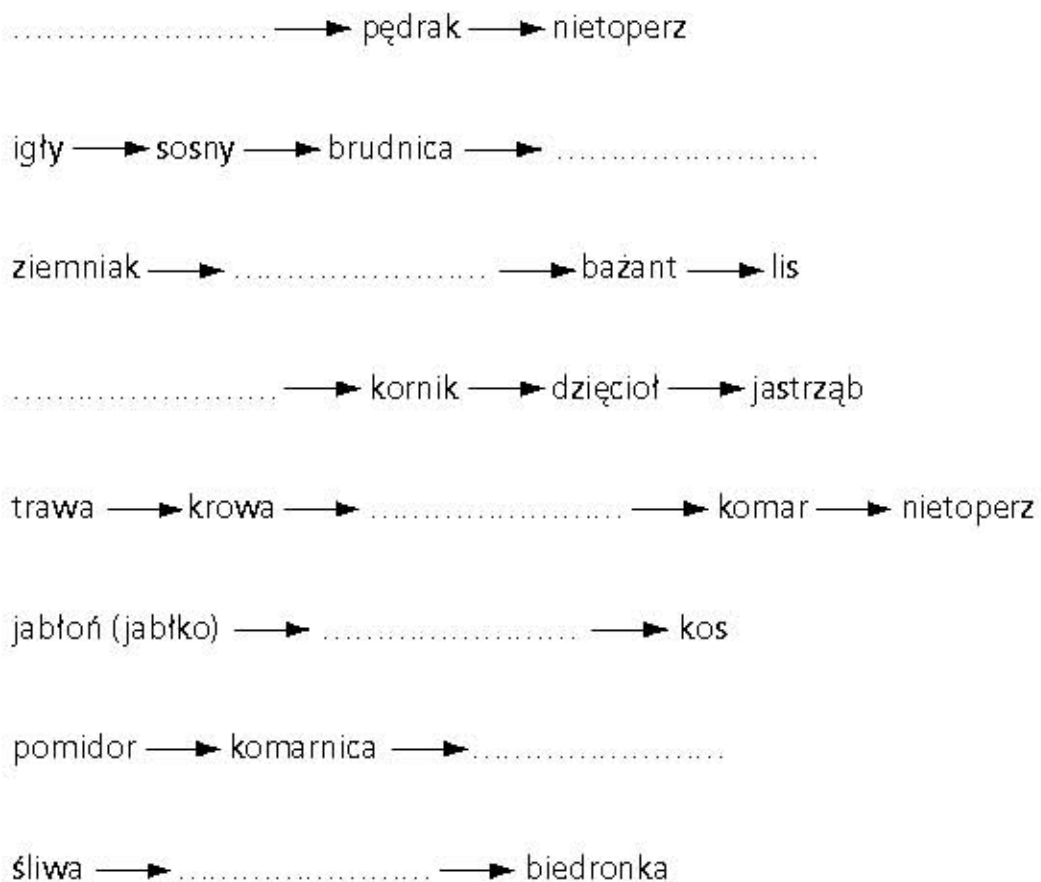 ........................ → pędrak → nietoperz
igły → sosny → brudnica → ........................
ziemniak → ........................ → bażant → lis
........................ → kornik → dzięcioł → jastrząb
trawa → krowa → ........................ → komar → nietoperz
jabłoń (jabłko) → ........................ → kos
pomidor → komarnica → ........................
śliwa → ........................ → biedronka